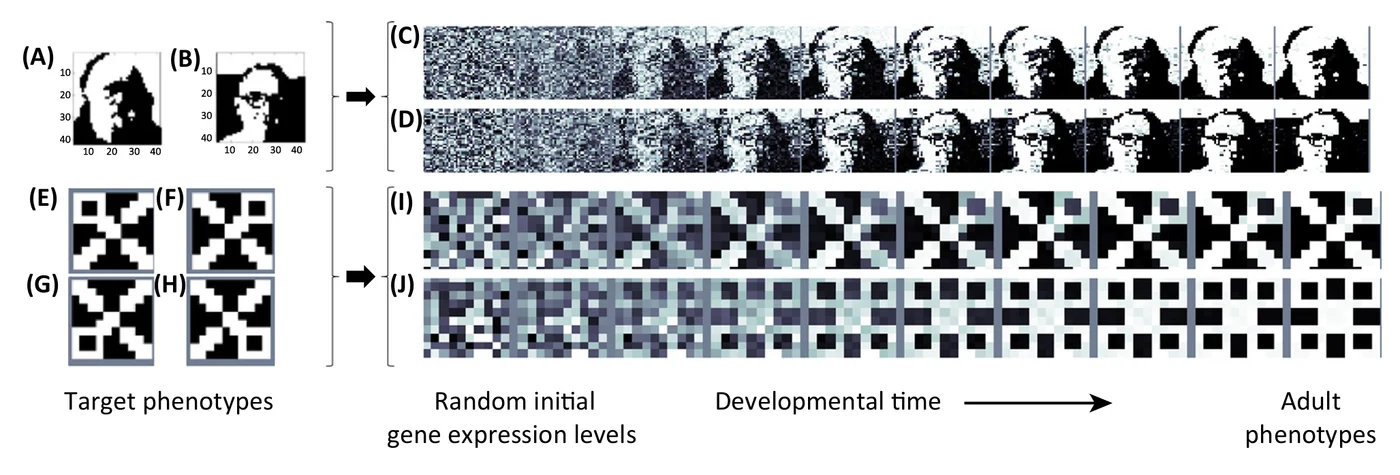 (A)
10
20
30
40
10 20 30 40
(B)
10
20
30
40
10 20 30 40
(C)
(D)
(E)
(F)
(G)
(H)
(I)
(J)
Target phenotypes
Random initial
gene expression levels
Developmental time
Adult
phenotypes